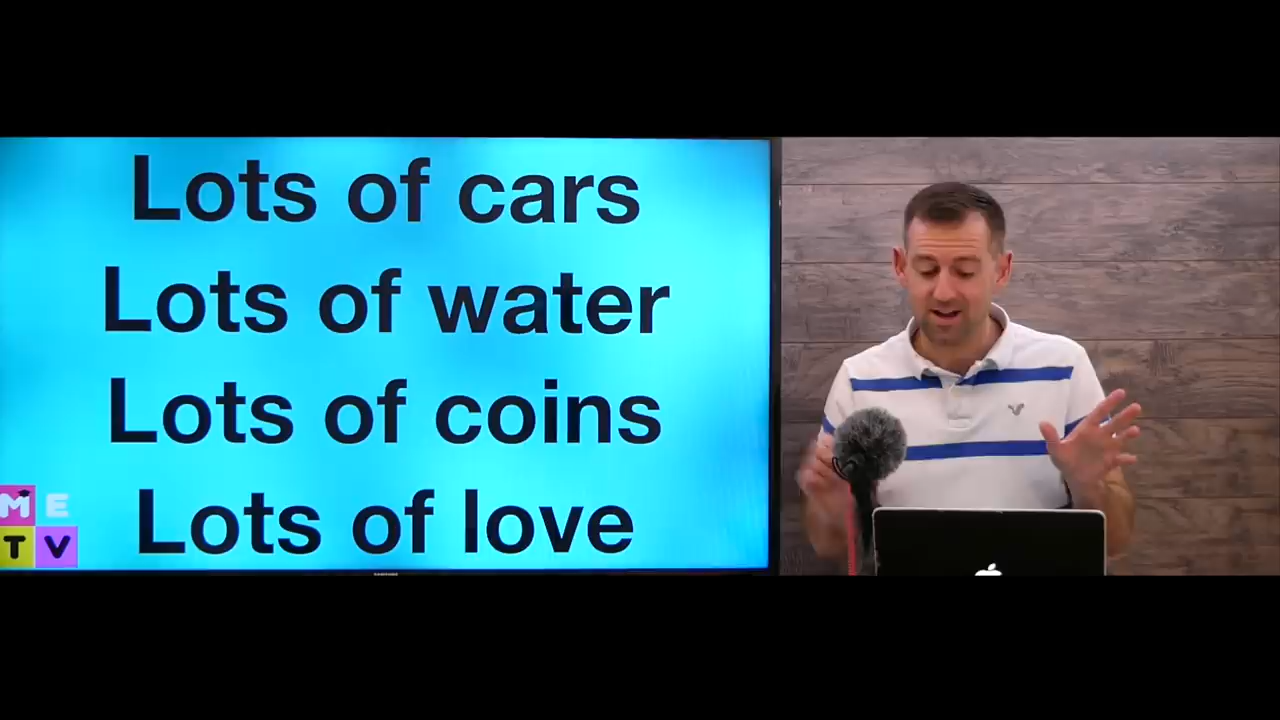 Lots of cars
Lots of water
Lots of coins
Lots of love
ME
TV